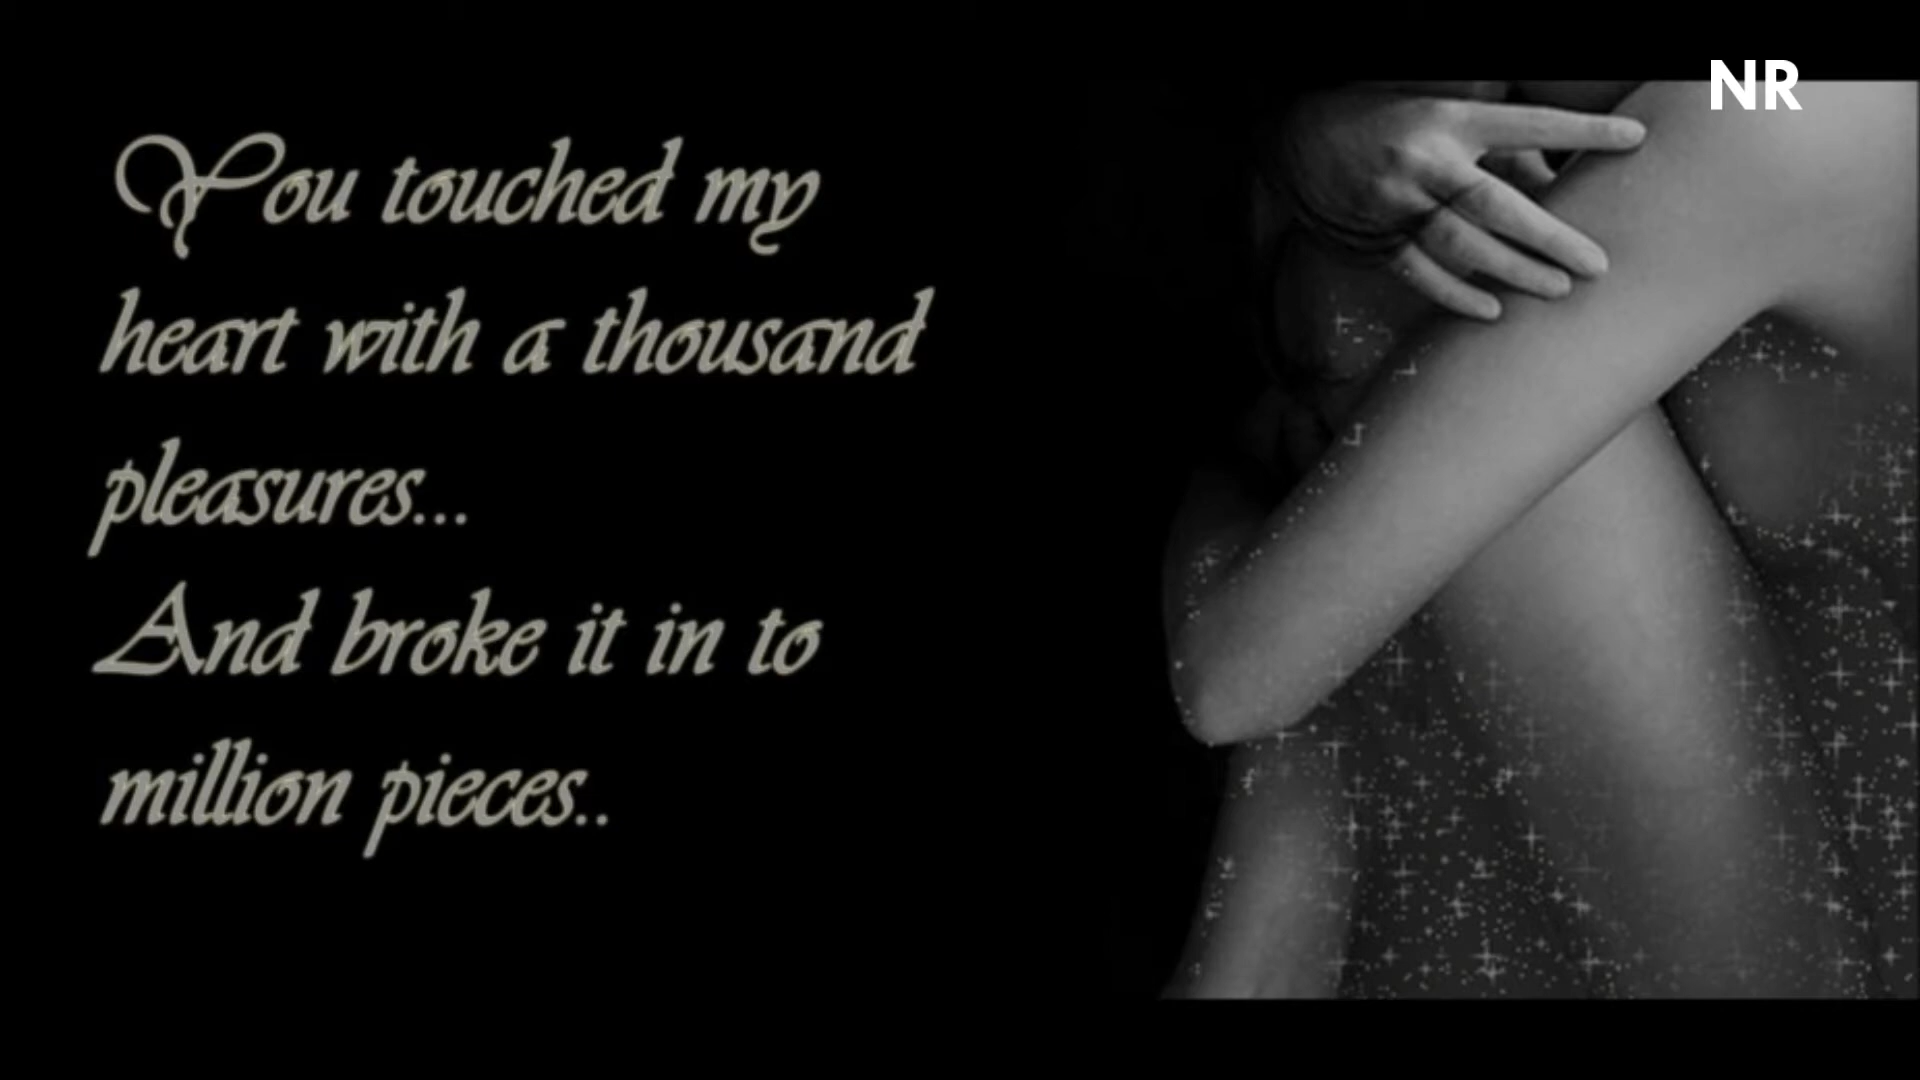 NR
You touched my
heart with a thousand
pleasures...
And broke it in to
million pieces..